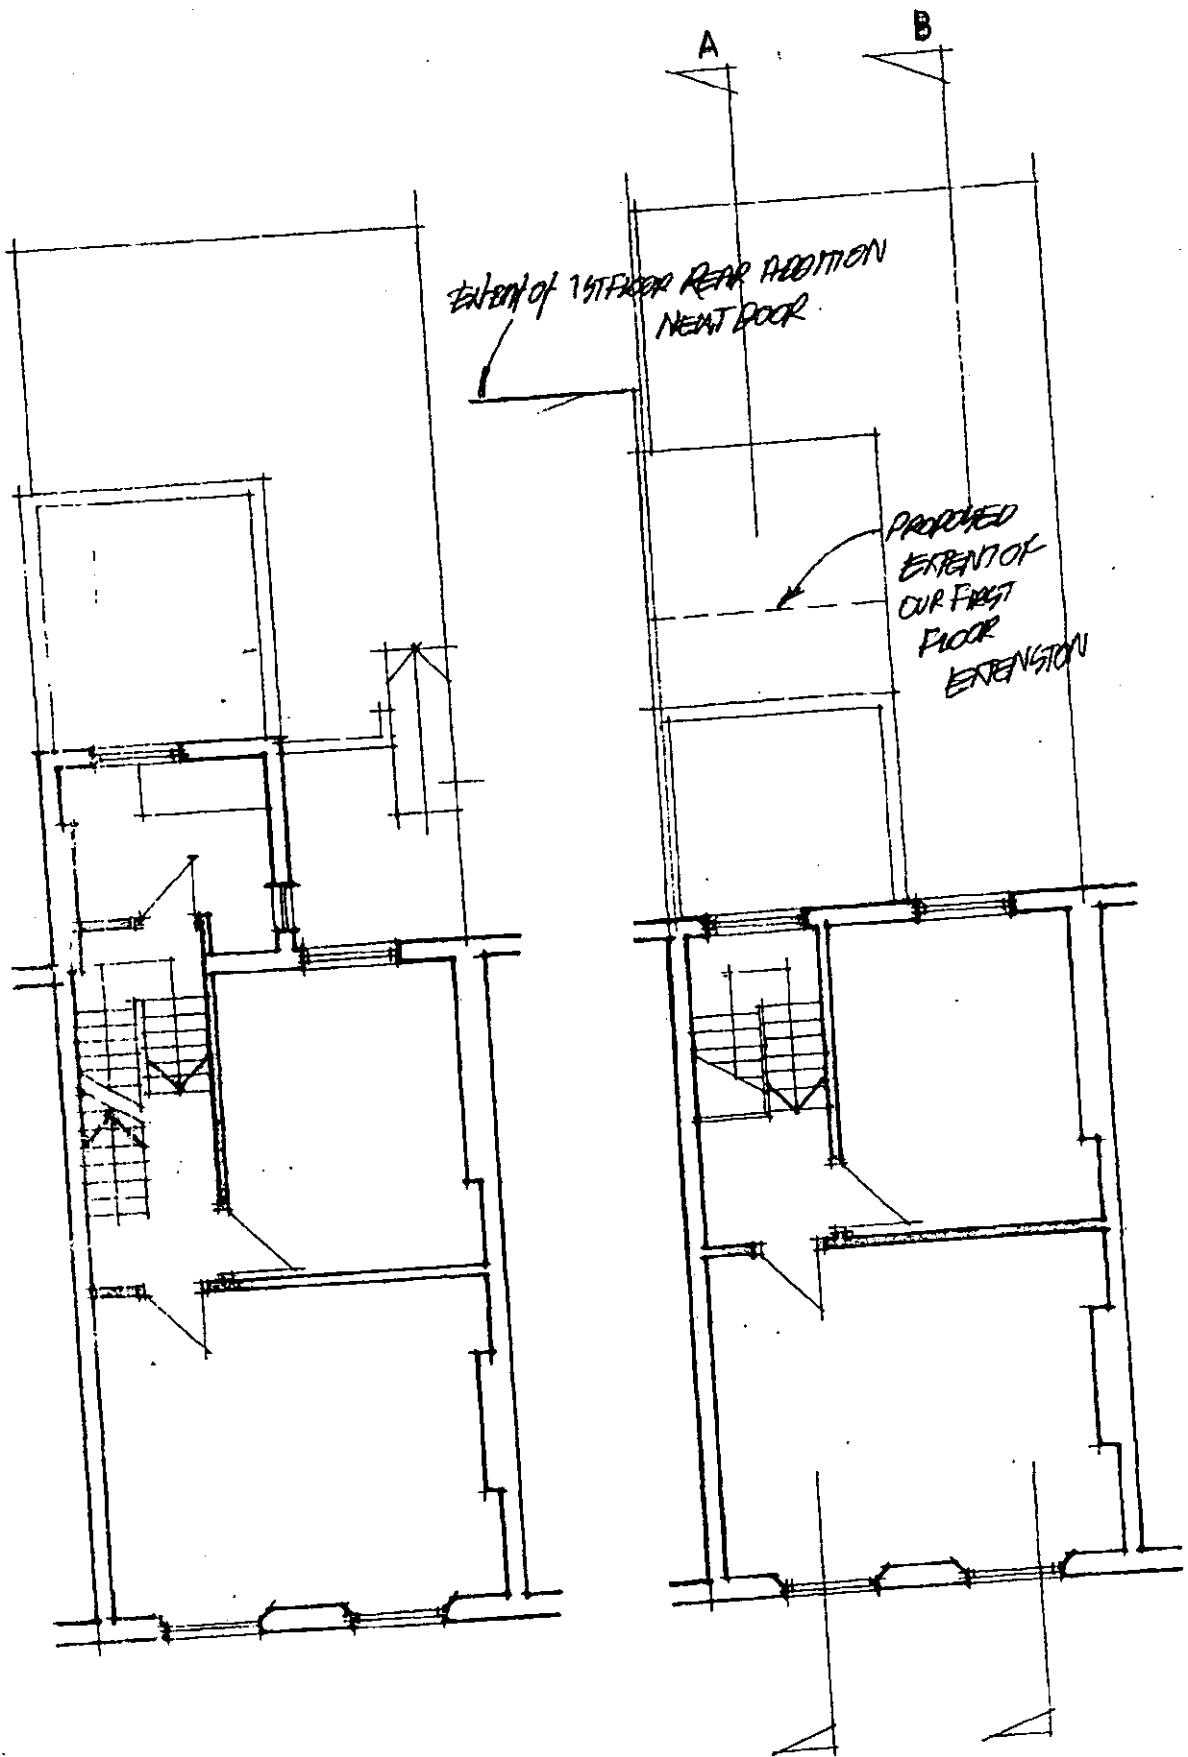 A
B
Extent of 1ST FLOOR REAR ADDITION
NEXT DOOR
PROPOSED
EXTENT OF
OUR FIRST
FLOOR
EXTENSION